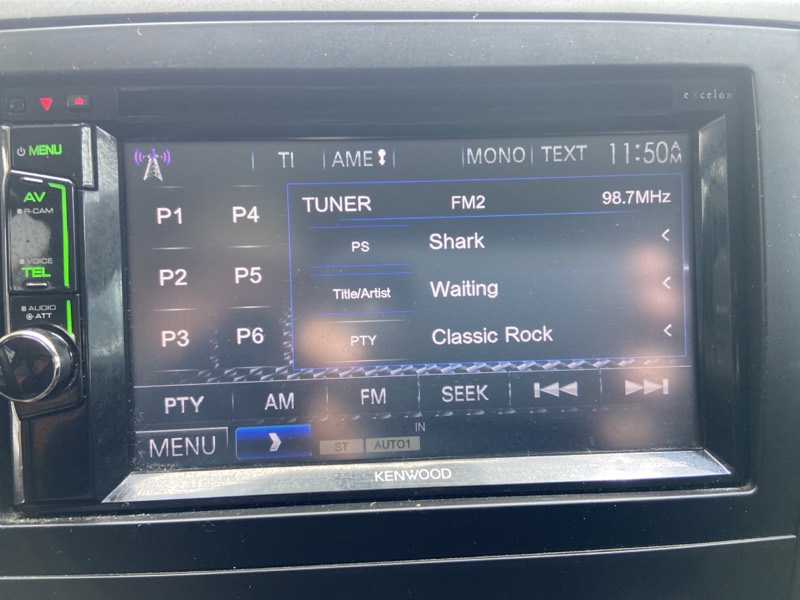 eXcelon
MENU
TI AME MONO TEXT 11:50AM
AV
R-CAM
P1 P4
TUNER FM2 98.7MHz
PS Shark <
VOICE
TEL
P2 P5
Title/Artist Waiting <
AUDIO
ATT
P3 P6
PTY Classic Rock <
PTY AM FM SEEK
IN
MENU
ST AUTO1
KENWOOD